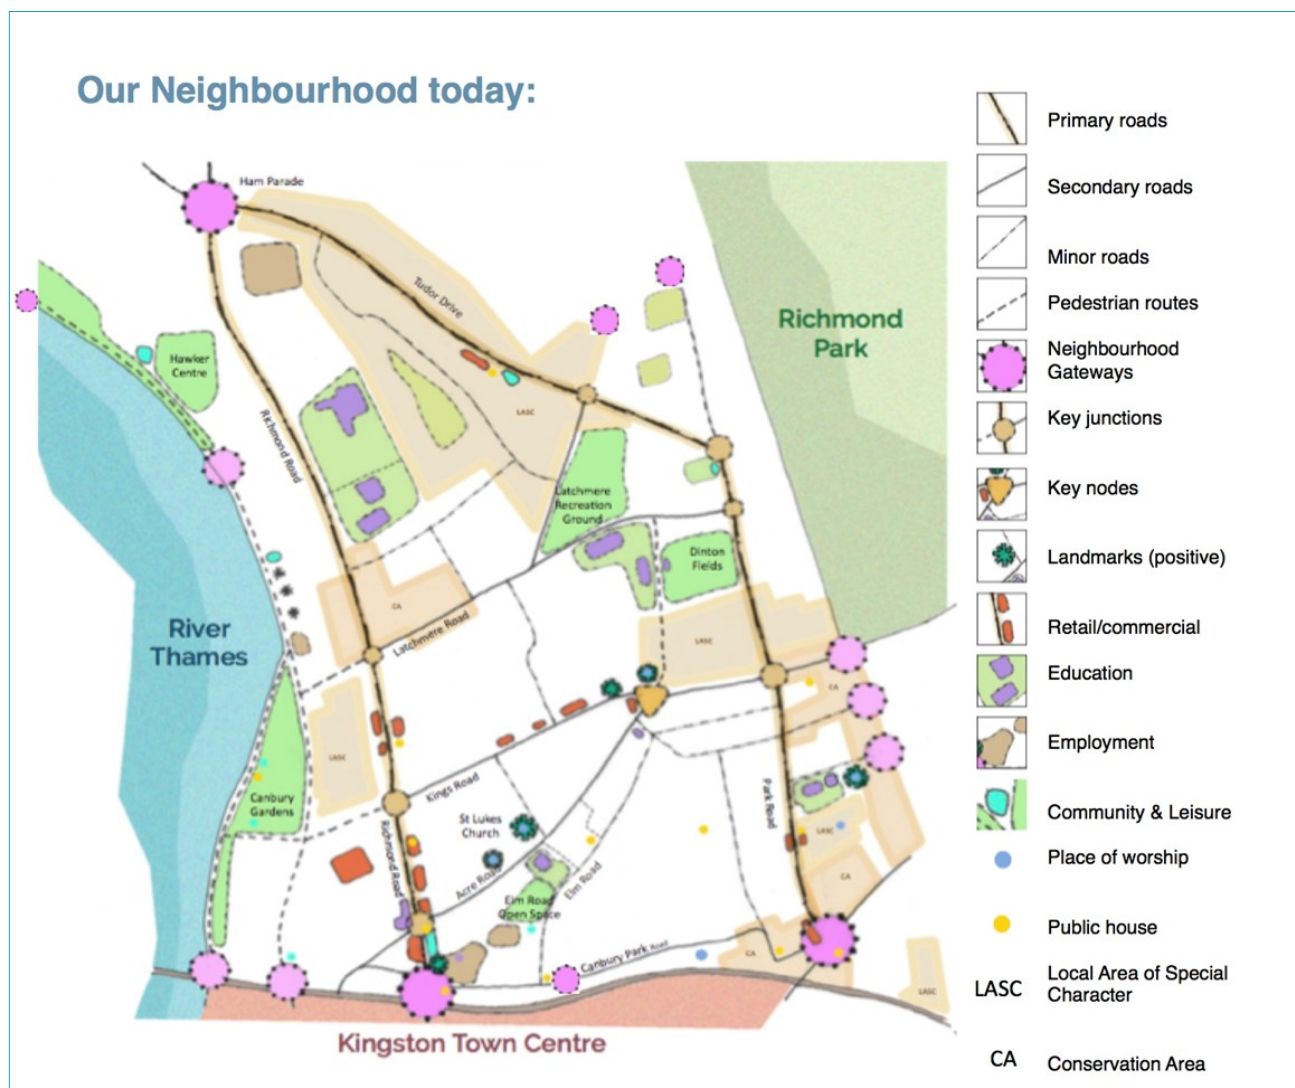 Our Neighbourhood today:
Ham Parade
Tudor Drive
Richmond
Park
Hawker
Centre
LASC
Richmond Road
Latchmere
Recreation
Ground
Dinton
Fields
CA
Latchmere Road
LASC
River
Thames
CA
LASC
Canbury
Gardens
Kings Road
Park Road
St Lukes
Church
LASC
Richmond Road
Acre Road
Elm Road
CA
Elm Road
Open Space
Canbury Park Road
CA
LASC
Kingston Town Centre
Primary roads
Secondary roads
Minor roads
Pedestrian routes
Neighbourhood
Gateways
Key junctions
Key nodes
Landmarks (positive)
Retail/commercial
Education
Employment
Community & Leisure
Place of worship
Public house
LASC
Local Area of Special
Character
CA
Conservation Area